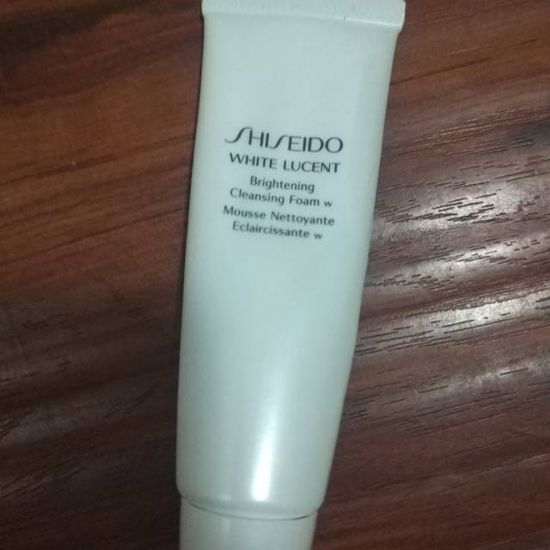 SHISEIDO
WHITE LUCENT
Brightening
Cleansing Foam w
Mousse Nettoyante
Eclaircissante w